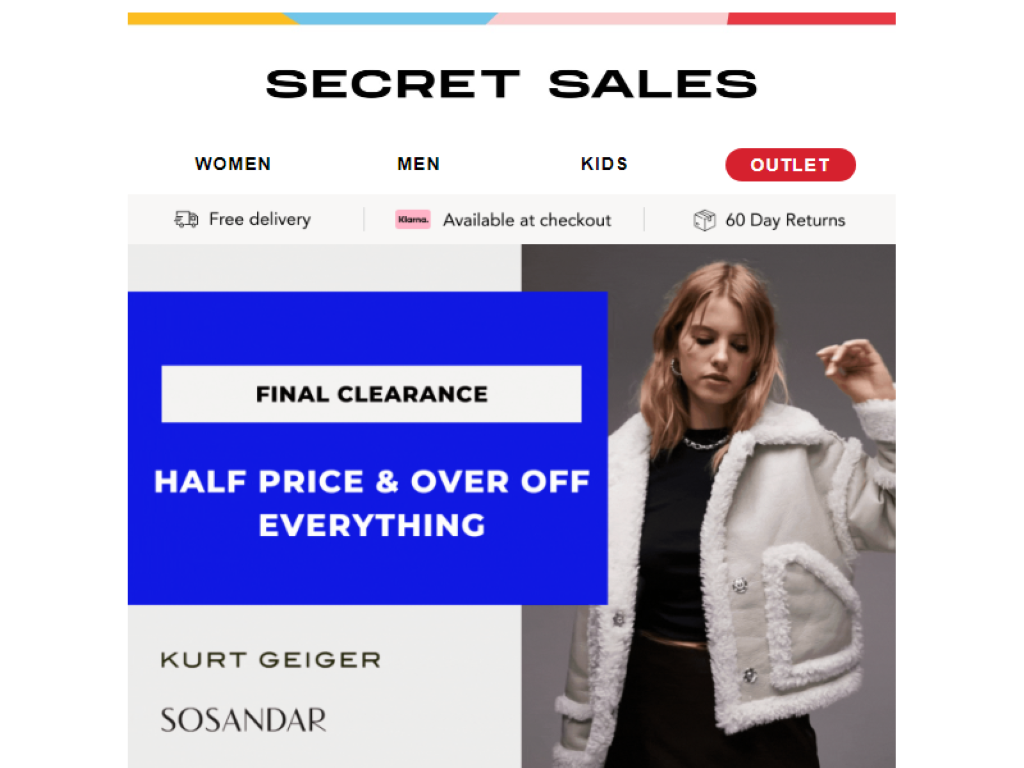 SECRET SALES
WOMEN MEN KIDS OUTLET
Free delivery Klarna. Available at checkout 60 Day Returns
FINAL CLEARANCE
HALF PRICE & OVER OFF
EVERYTHING
KURT GEIGER
SOSANDAR